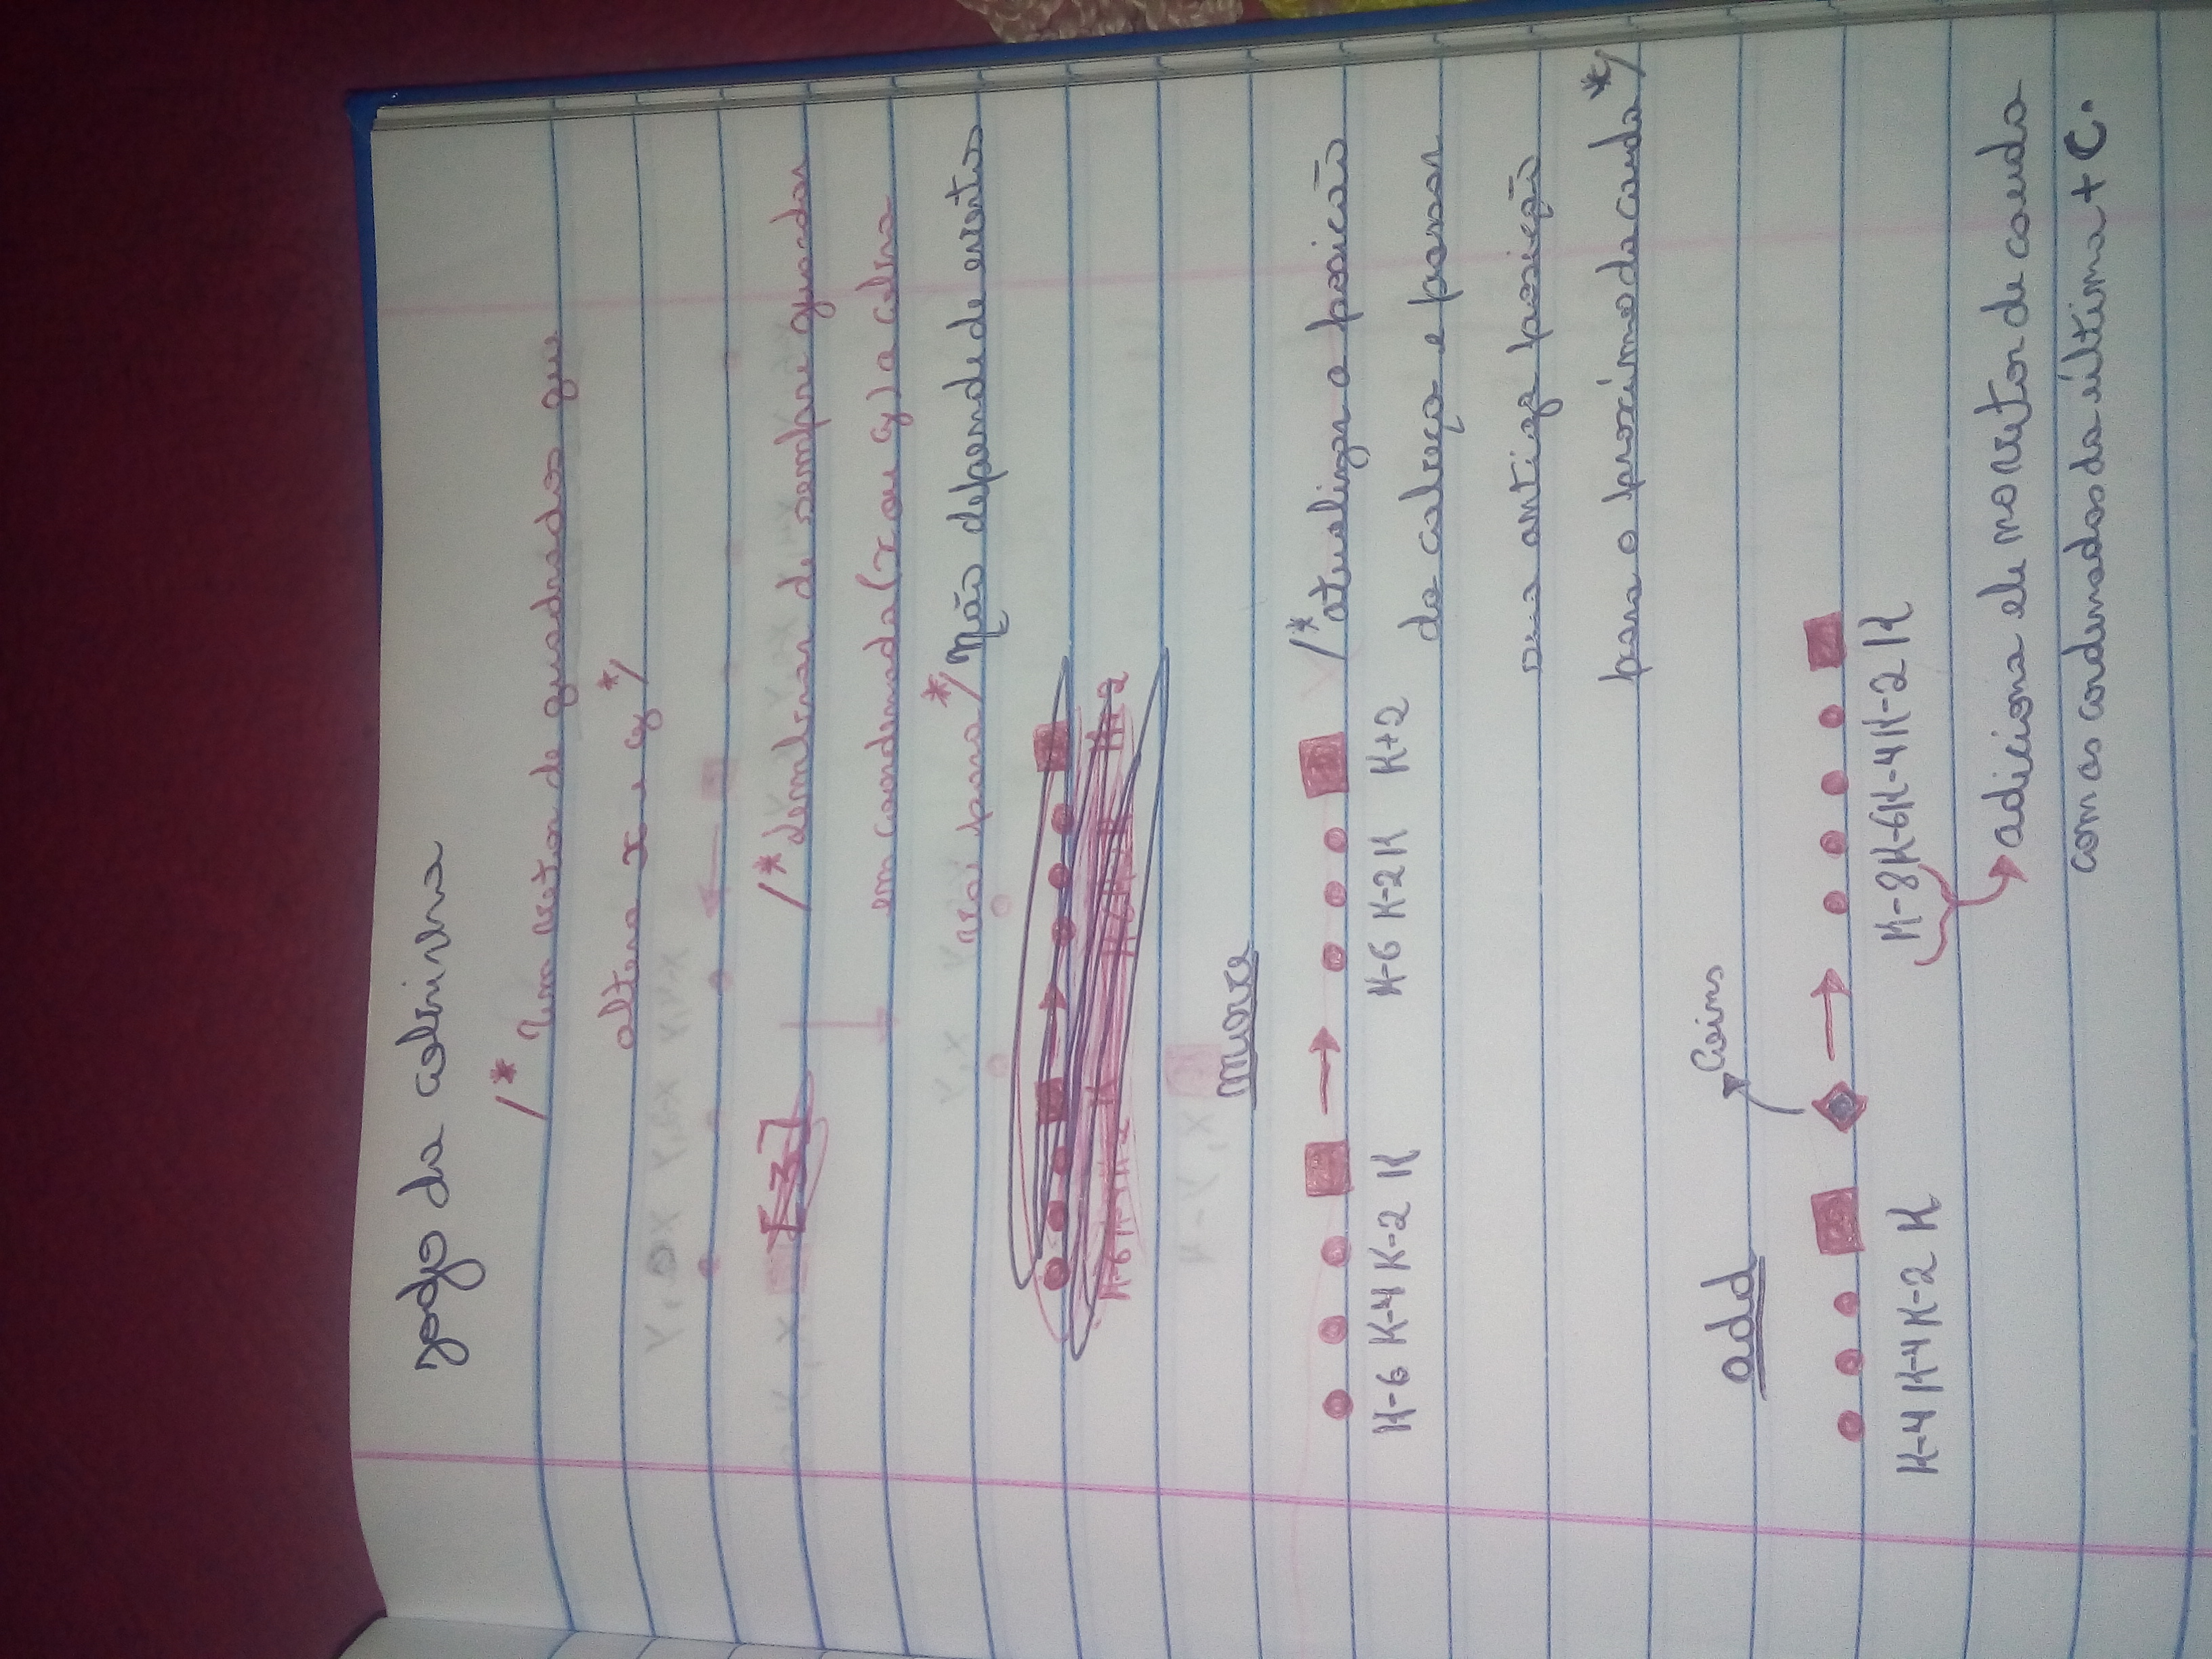 jogo da cobrinha
/* Um vetor de quadrados que
altera x e y */
[3]
/* Lembrar de sempre guardar
em coordenada (x ou y) a cobra
vai para */ Não depende de eventos
K+2
move
K-6 K-4 K-2 K K-6 K-2 K K+2
/* atualizar a posicão
da cabeça e passar
sua antiga posição
para o proxímo da cauda */
add
Coins
K-4 K-4 K-2 K K-8 K-6 K-4 K-2 K
adiciona ele no vetor de cauda
com as cordenadas da última + C.